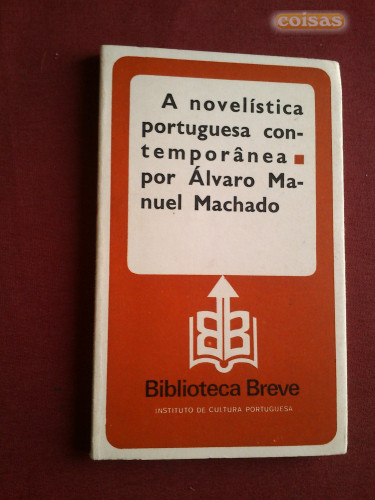 coisas
A novelística
portuguesa con-
temporânea ▪
por Álvaro Ma-
nuel Machado
Biblioteca Breve
INSTITUTO DE CULTURA PORTUGUESA